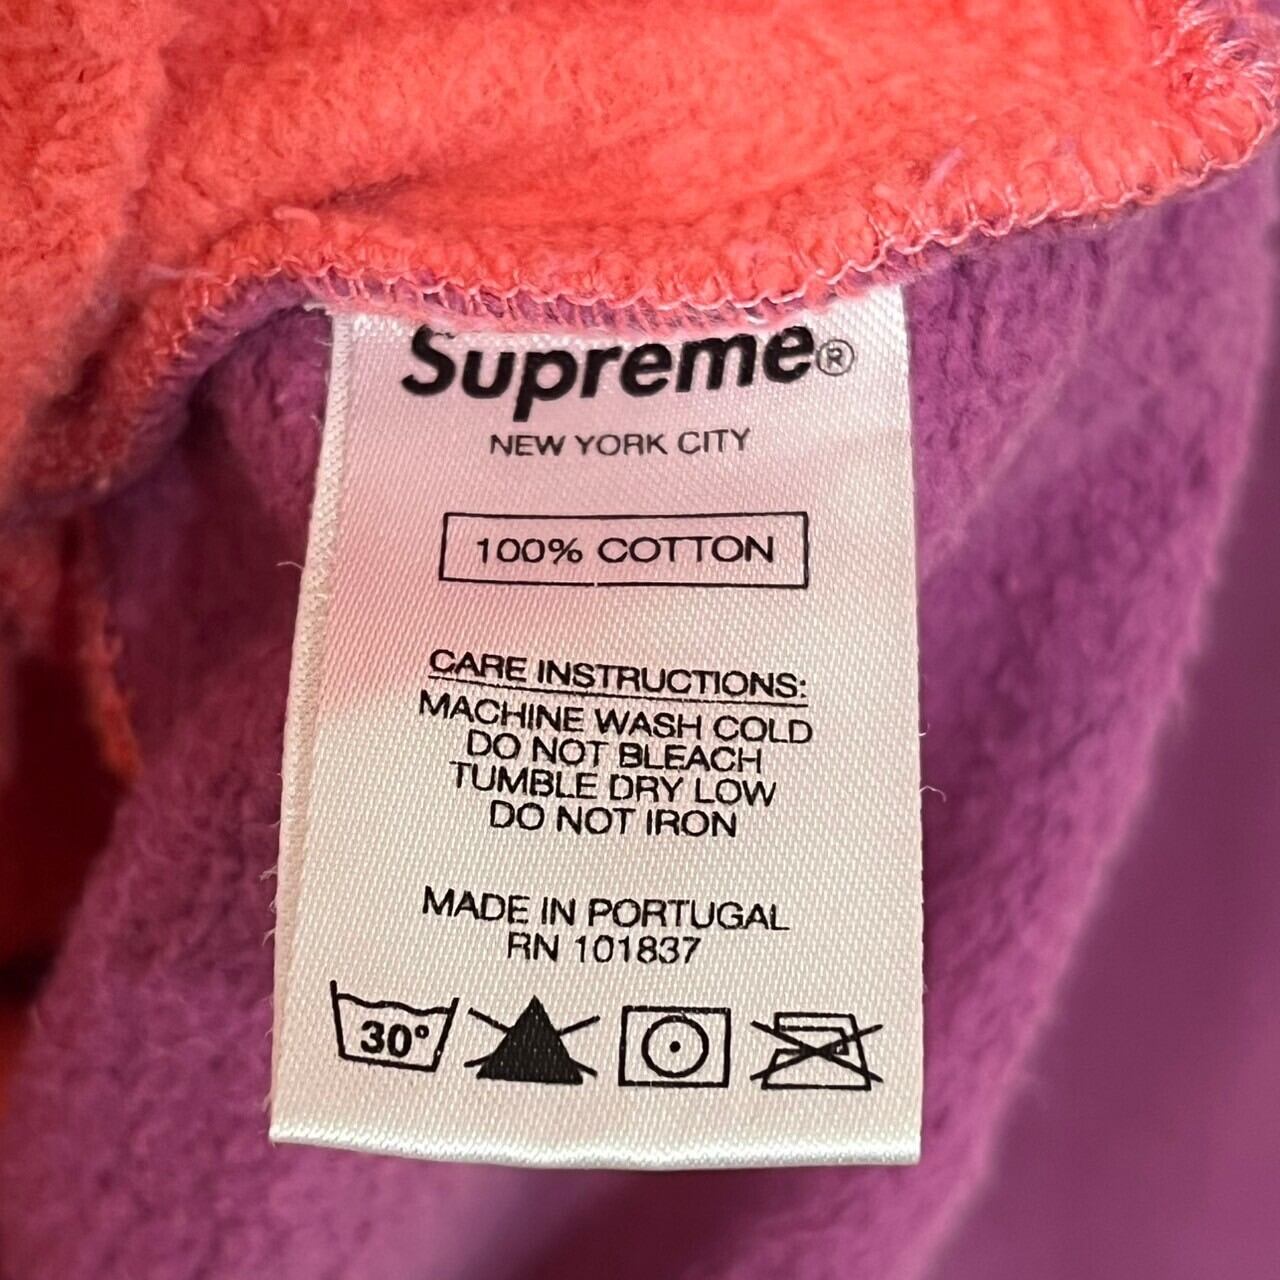 Supreme®
NEW YORK CITY
100% COTTON
CARE INSTRUCTIONS:
MACHINE WASH COLD
DO NOT BLEACH
TUMBLE DRY LOW
DO NOT IRON
MADE IN PORTUGAL
RN 101837
30°